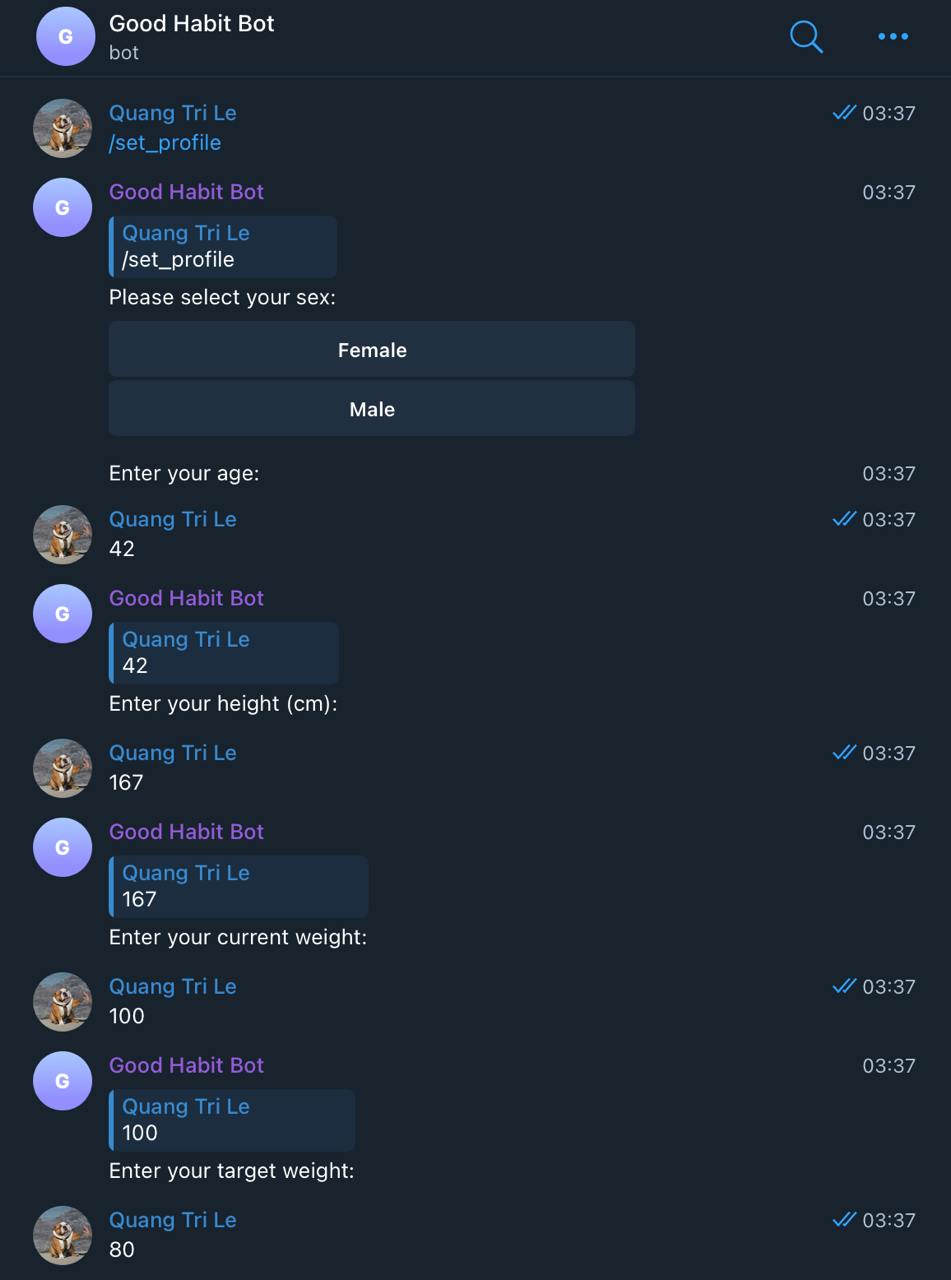 G
Good Habit Bot
bot
Quang Tri Le
03:37
/set_profile
G
Good Habit Bot
03:37
Quang Tri Le
/set_profile
Please select your sex:
Female
Male
Enter your age:
03:37
Quang Tri Le
03:37
42
G
Good Habit Bot
03:37
Quang Tri Le
42
Enter your height (cm):
Quang Tri Le
03:37
167
G
Good Habit Bot
03:37
Quang Tri Le
167
Enter your current weight:
Quang Tri Le
03:37
100
G
Good Habit Bot
03:37
Quang Tri Le
100
Enter your target weight:
Quang Tri Le
03:37
80